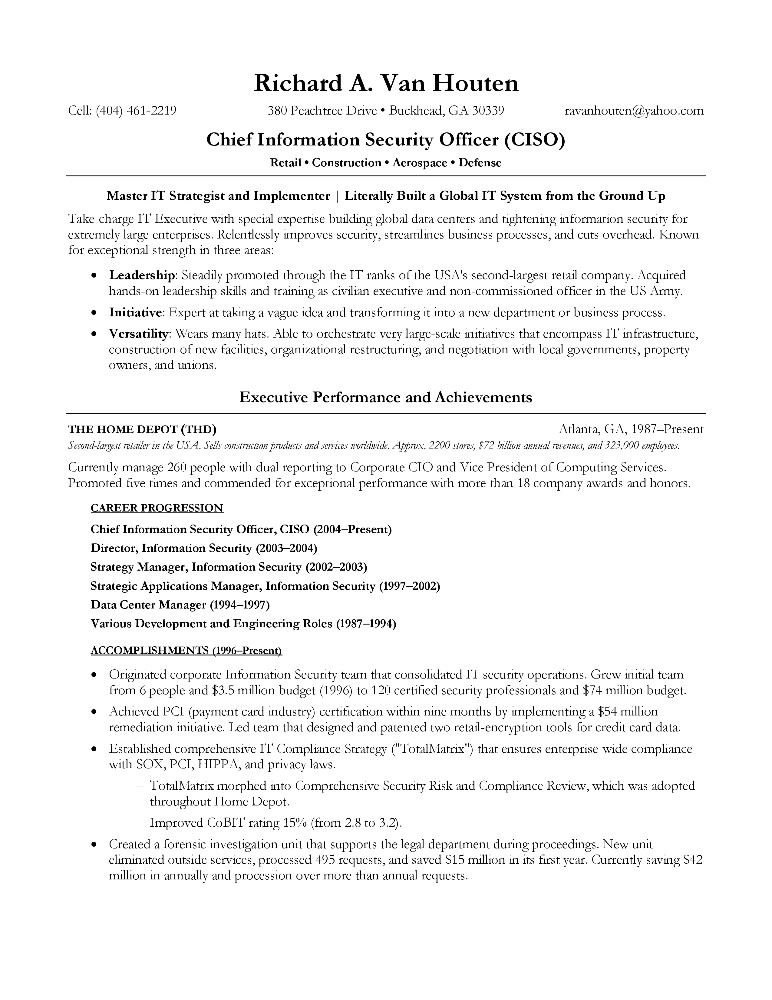 Richard A. Van Houten
Cell: (404) 461-2219 380 Peachtree Drive • Buckhead, GA 30339 ravanhouten@yahoo.com
Chief Information Security Officer (CISO)
Retail • Construction • Aerospace • Defense
Master IT Strategist and Implementer | Literally Built a Global IT System from the Ground Up
Take charge IT Executive with special expertise building global data centers and tightening information security for
extremely large enterprises. Relentlessly improves security, streamlines business processes, and cuts overhead. Known
for exceptional strength in three areas:
• Leadership: Steadily promoted through the IT ranks of the USA's second-largest retail company. Acquired
hands-on leadership skills and training as civilian executive and non-commissioned officer in the US Army.
• Initiative: Expert at taking a vague idea and transforming it into a new department or business process.
• Versatility: Wears many hats. Able to orchestrate very large-scale initiatives that encompass IT infrastructure,
construction of new facilities, organizational restructuring, and negotiation with local governments, property
owners, and unions.
Executive Performance and Achievements
THE HOME DEPOT (THD) Atlanta, GA, 1987–Present
Second-largest retailer in the USA. Sells construction products and services worldwide. Approx. 2200 stores, $72 billion annual revenues, and 323,000 employees.
Currently manage 260 people with dual reporting to Corporate CIO and Vice President of Computing Services.
Promoted five times and commended for exceptional performance with more than 18 company awards and honors.
CAREER PROGRESSION
Chief Information Security Officer, CISO (2004–Present)
Director, Information Security (2003–2004)
Strategy Manager, Information Security (2002–2003)
Strategic Applications Manager, Information Security (1997–2002)
Data Center Manager (1994–1997)
Various Development and Engineering Roles (1987–1994)
ACCOMPLISHMENTS (1996–Present)
• Originated corporate Information Security team that consolidated IT security operations. Grew initial team
from 6 people and $3.5 million budget (1996) to 120 certified security professionals and $74 million budget.
• Achieved PCI (payment card industry) certification within nine months by implementing a $54 million
remediation initiative. Led team that designed and patented two retail-encryption tools for credit card data.
• Established comprehensive IT Compliance Strategy ("TotalMatrix") that ensures enterprise wide compliance
with SOX, PCI, HIPPA, and privacy laws.
– TotalMatrix morphed into Comprehensive Security Risk and Compliance Review, which was adopted
throughout Home Depot.
Improved CoBIT rating 15% (from 2.8 to 3.2).
• Created a forensic investigation unit that supports the legal department during proceedings. New unit
eliminated outside services, processed 495 requests, and saved $15 million in its first year. Currently saving $42
million in annually and procession over more than annual requests.